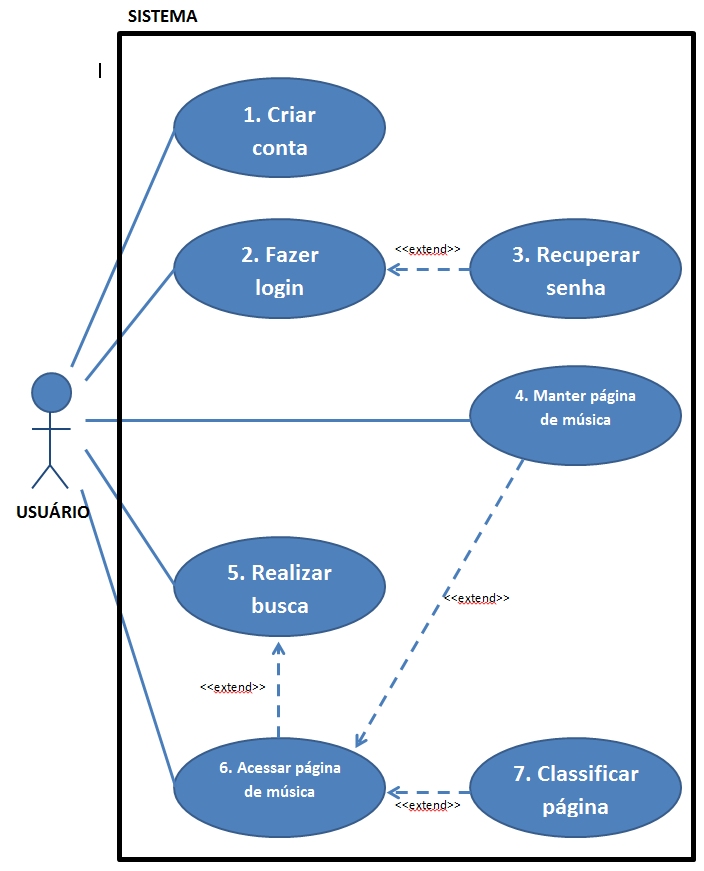 SISTEMA
1. Criar
conta
2. Fazer
login
<<extend>>
3. Recuperar
senha
4. Manter página
de música
USUÁRIO
5. Realizar
busca
<<extend>>
<<extend>>
6. Acessar página
de música
<<extend>>
7. Classificar
página